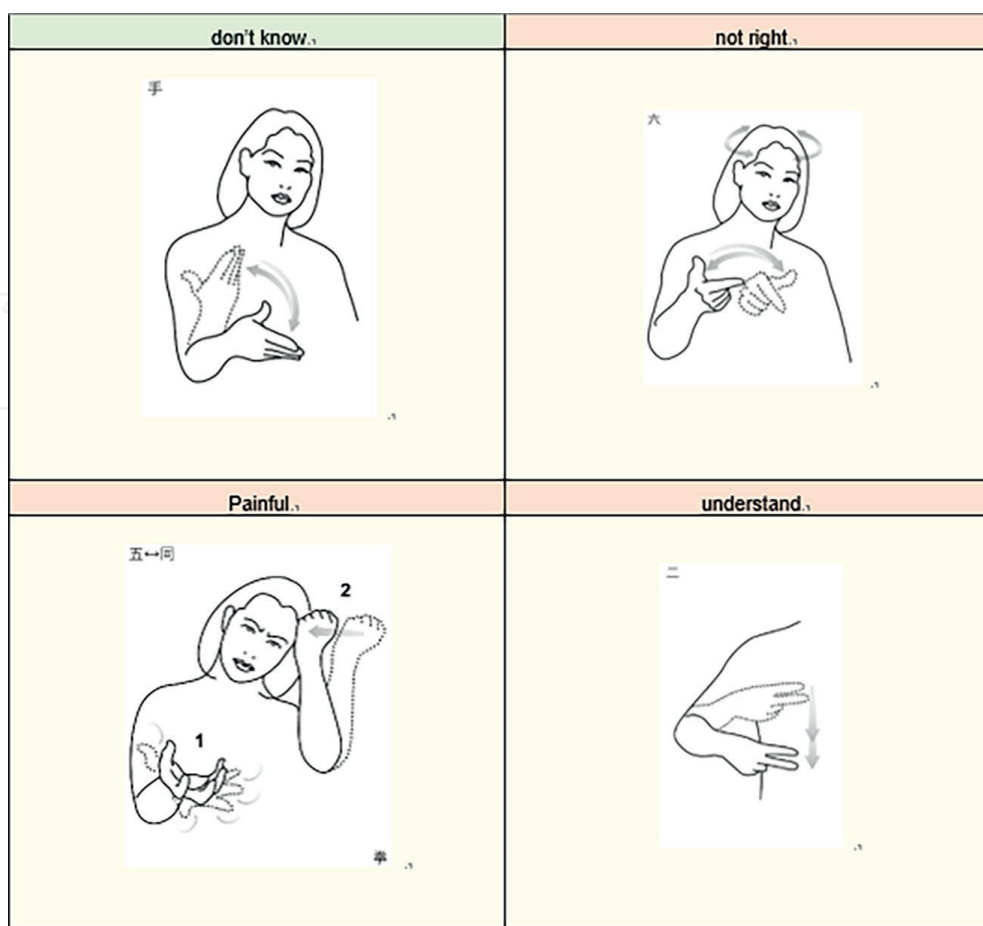 don't know.
not right.
手
六
Painful.
understand.
五↔同
2
1
拳
二